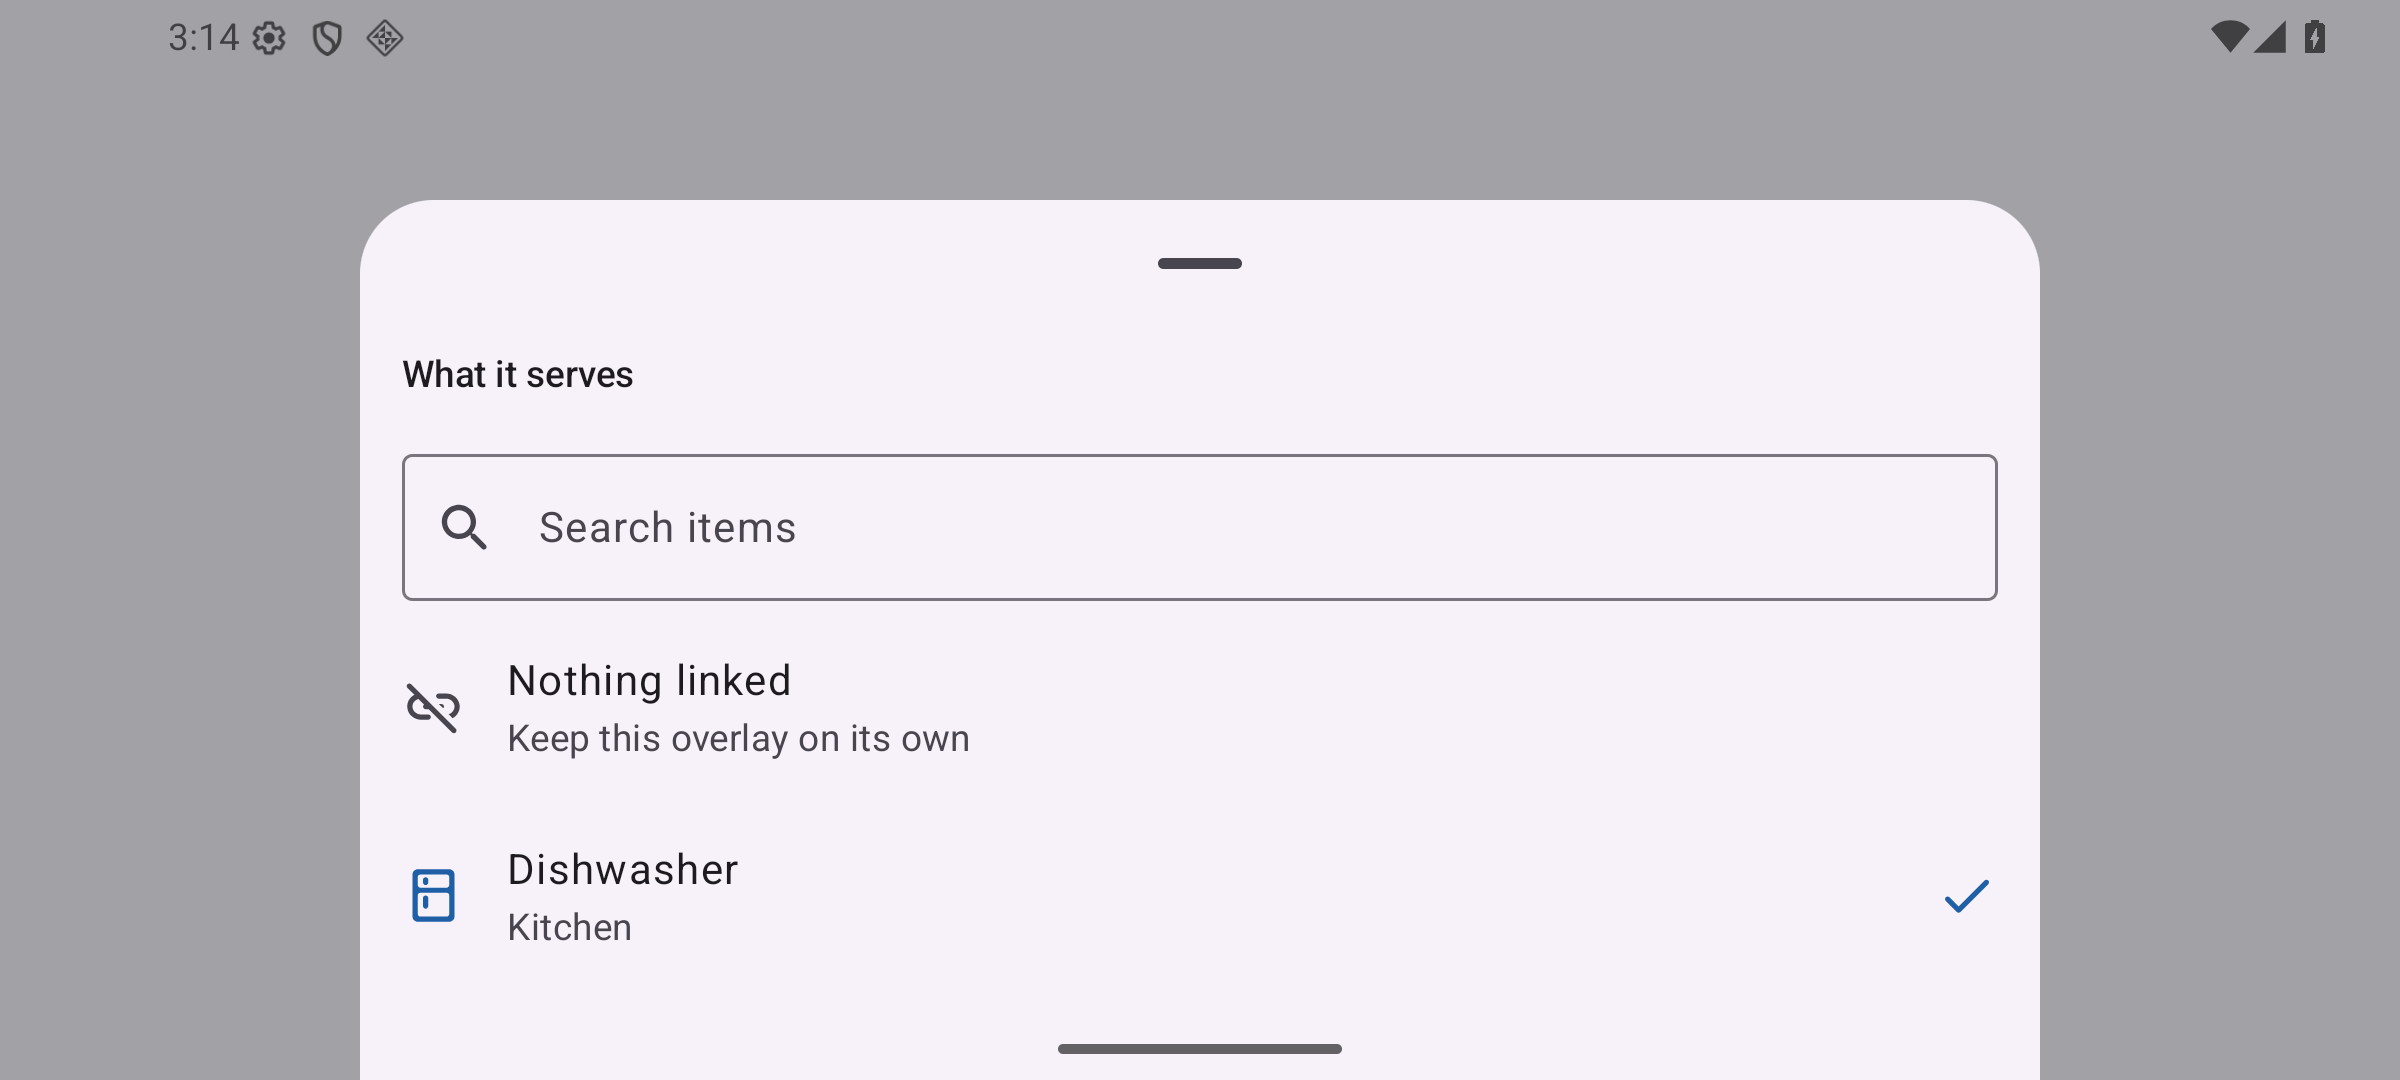 3:14
What it serves
Search items
Nothing linked
Keep this overlay on its own
Dishwasher
Kitchen